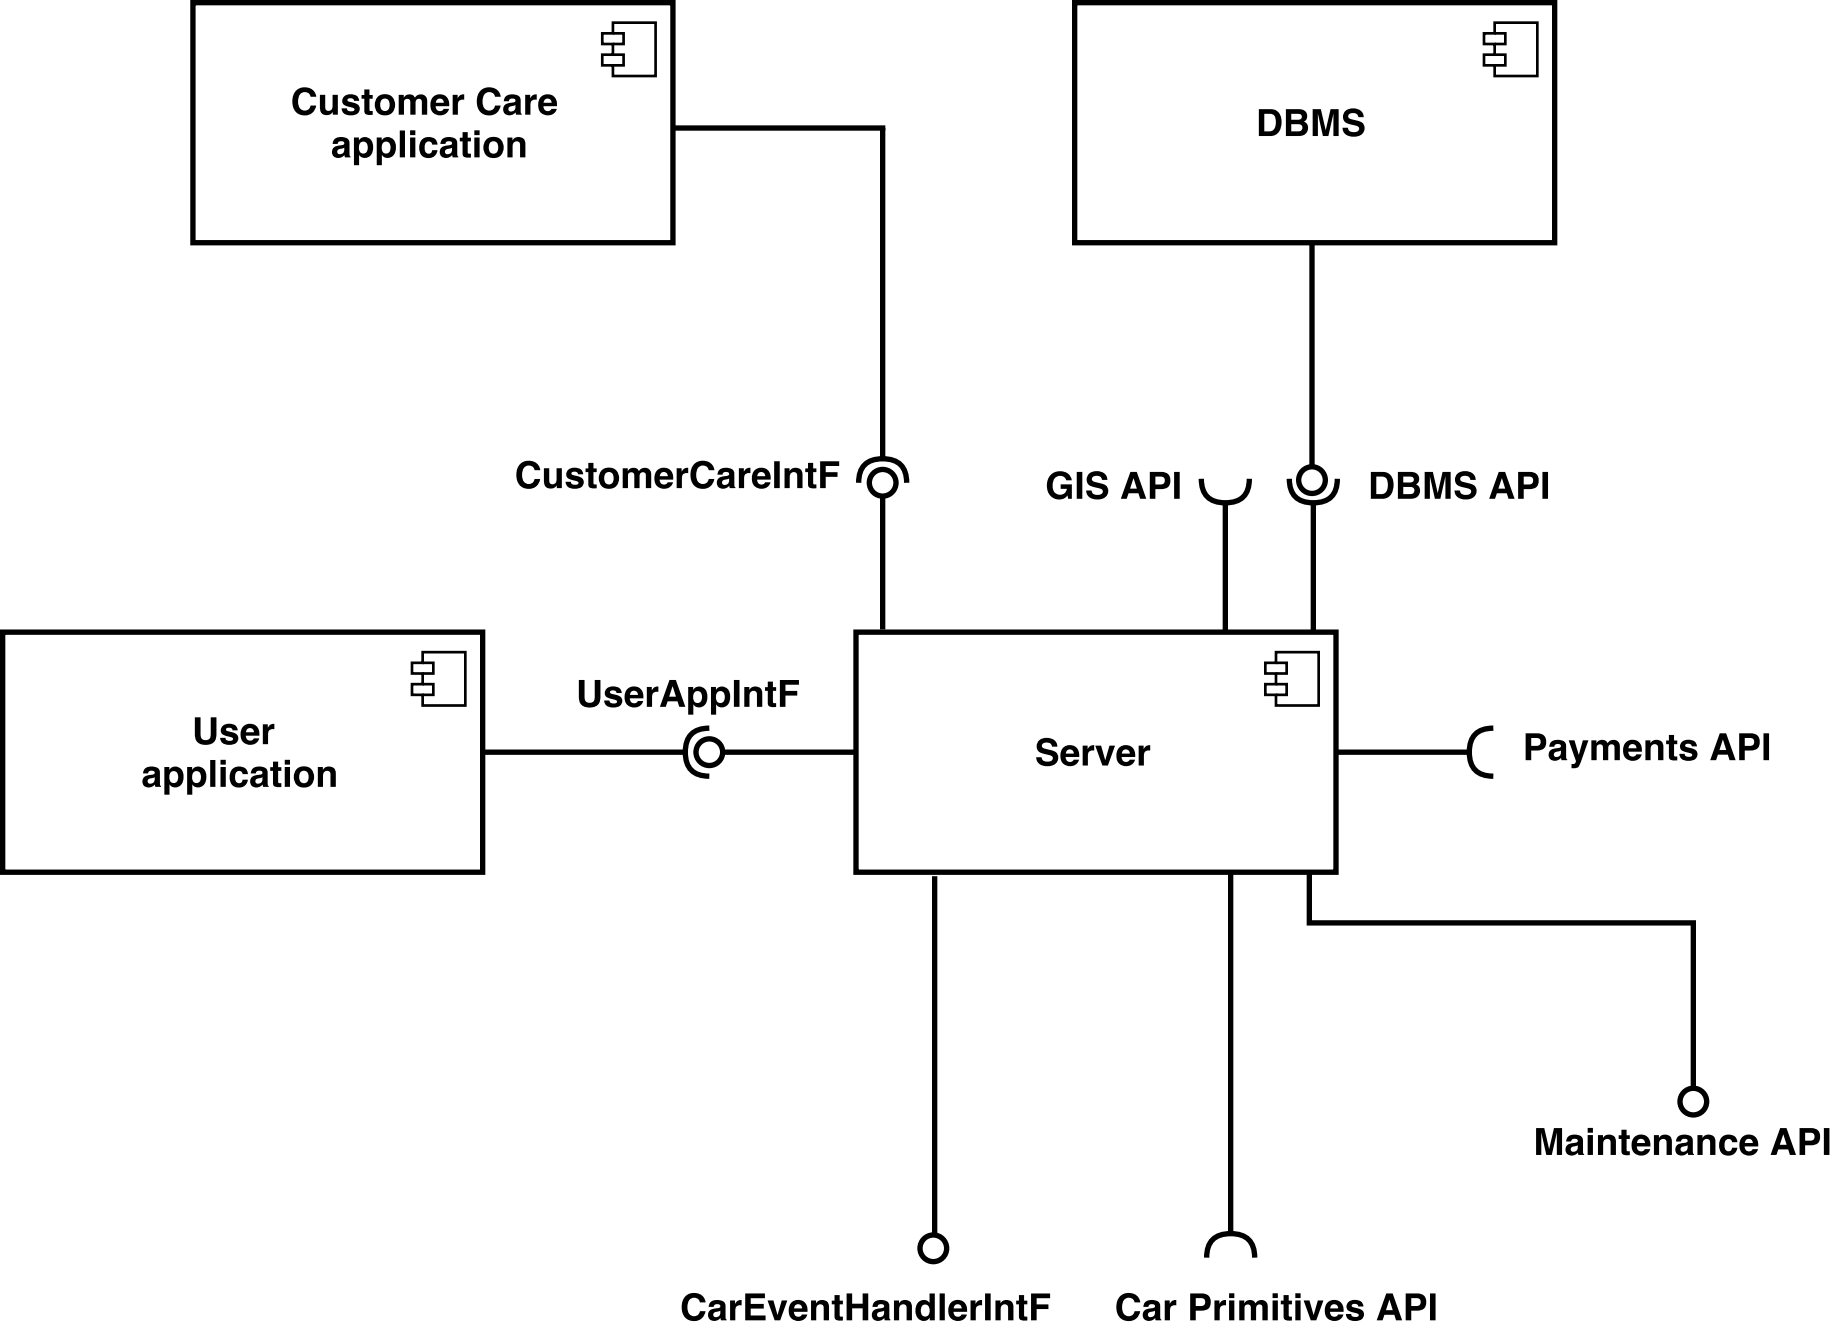 Customer Care
application
DBMS
CustomerCareIntF
GIS API
DBMS API
User
application
UserAppIntF
Server
Payments API
Maintenance API
CarEventHandlerIntF
Car Primitives API